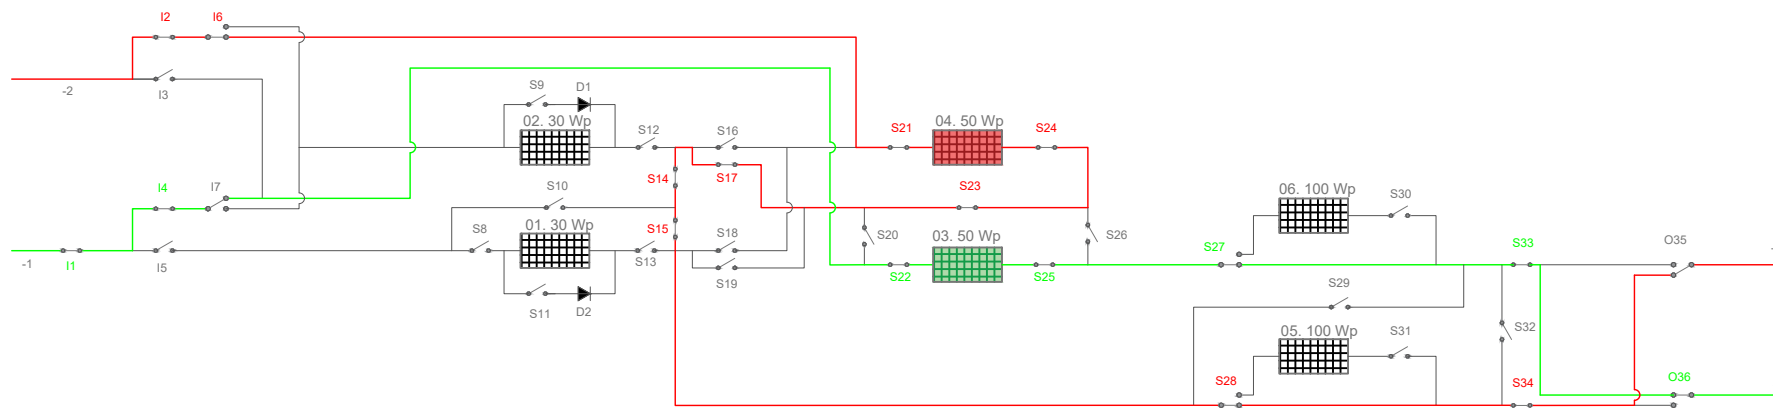 I2
I6
-2
I3
S9
D1
02. 30 Wp
S12
S16
S21
04. 50 Wp
S24
S14
S17
I4
I7
S10
S23
06. 100 Wp
S30
S15
S8
01. 30 Wp
S13
S18
S19
S20
S26
03. 50 Wp
S22
S25
S27
S33
O35
-1
I1
I5
S11
D2
S29
S32
05. 100 Wp
S31
S28
S34
O36